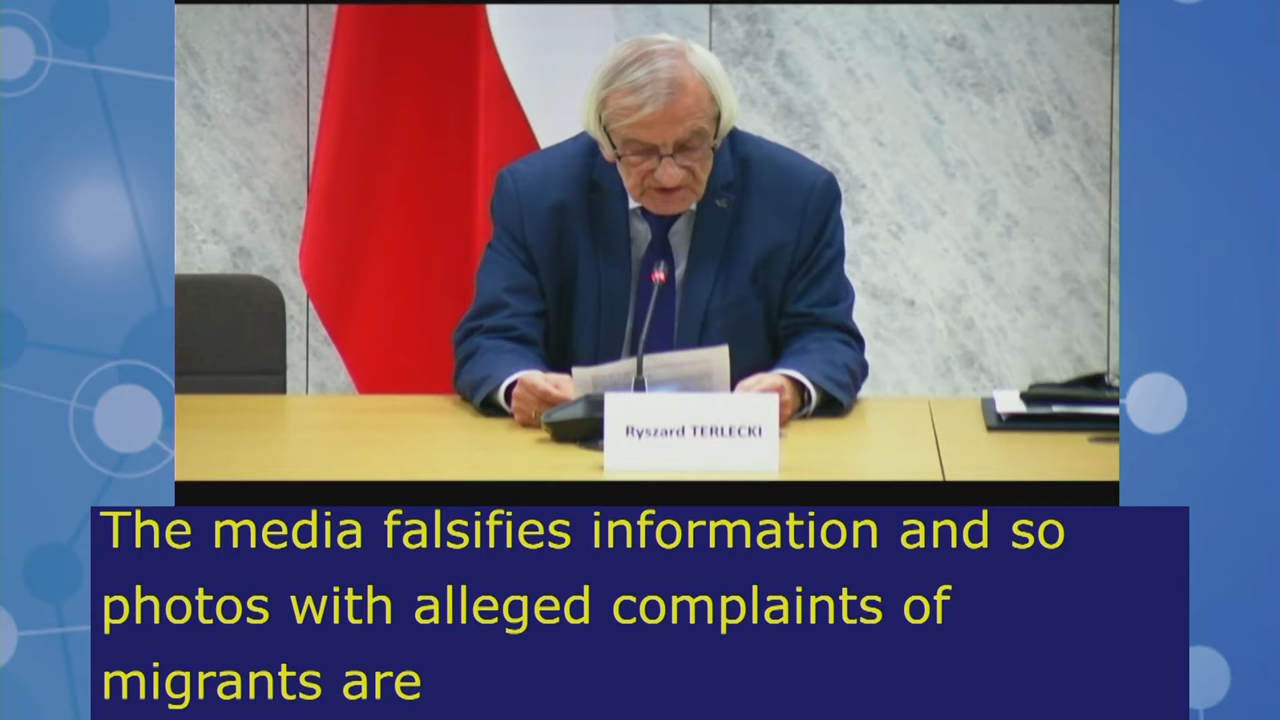 Ryszard TERLECKI
The media falsifies information and so
photos with alleged complaints of
migrants are